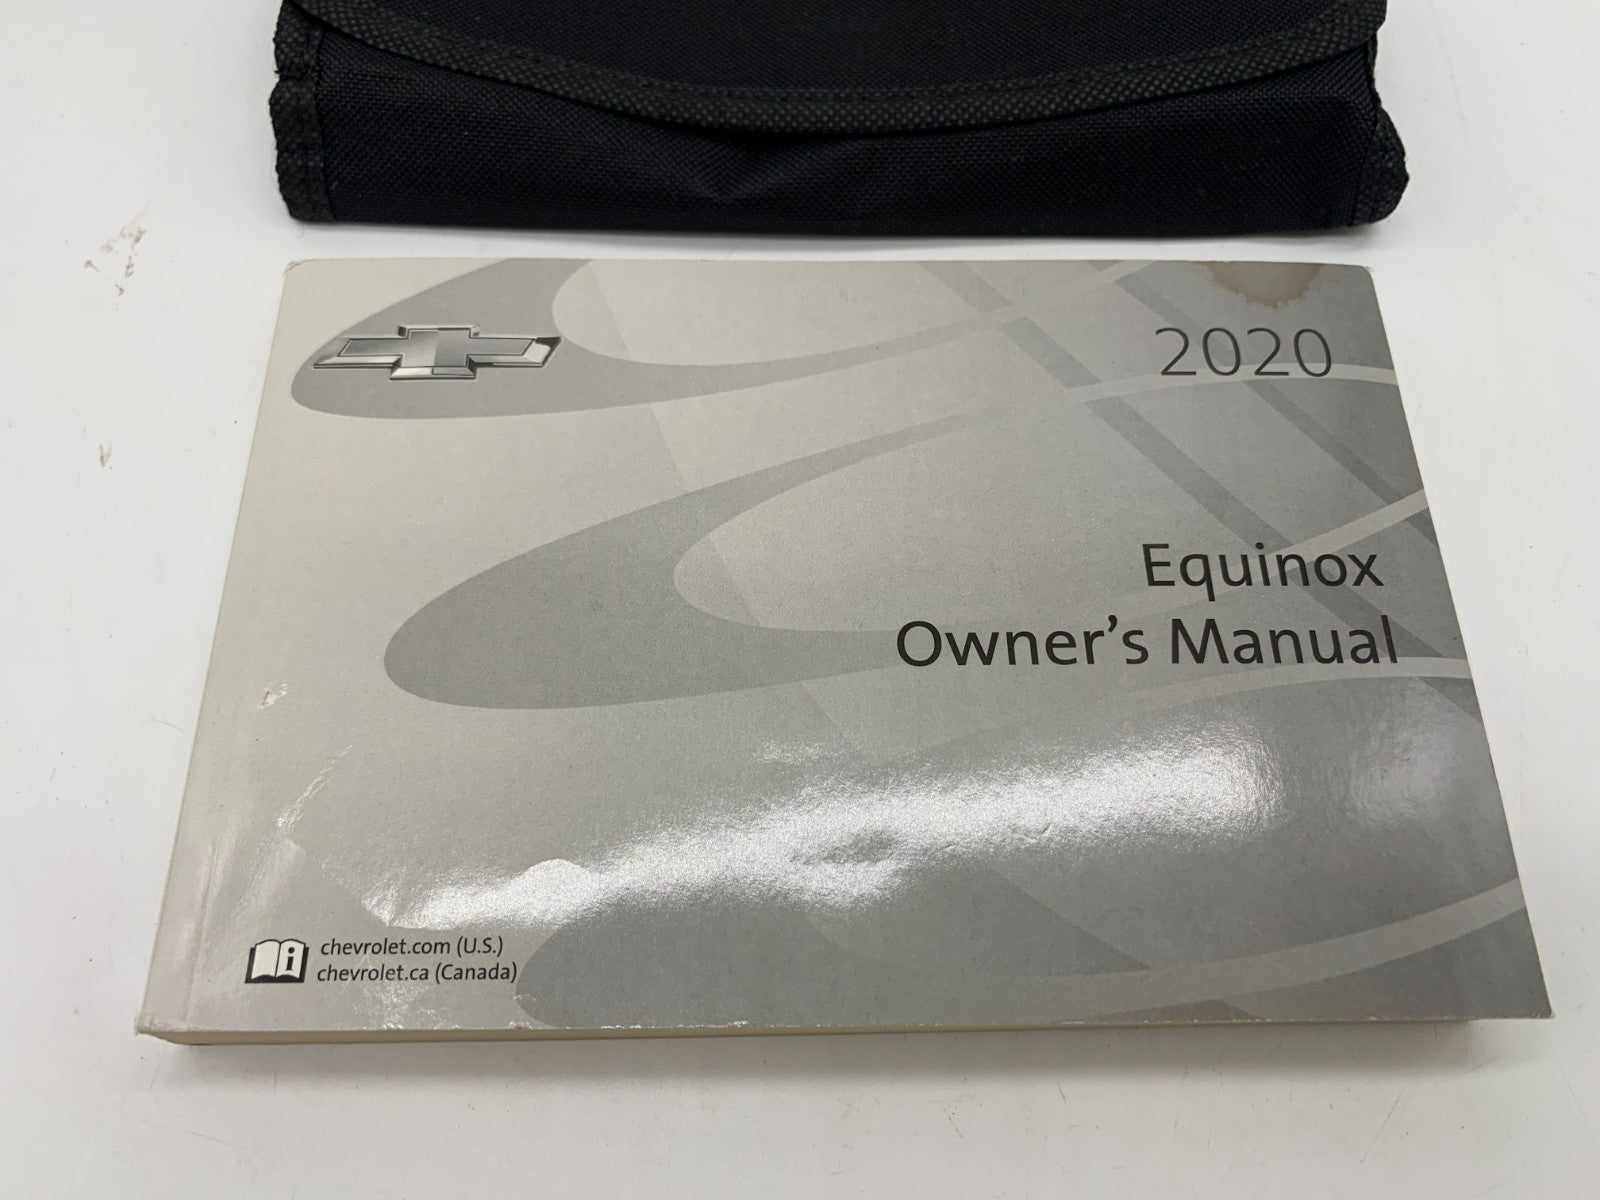 2020
Equinox
Owner's Manual
chevrolet.com (U.S.)
chevrolet.ca (Canada)